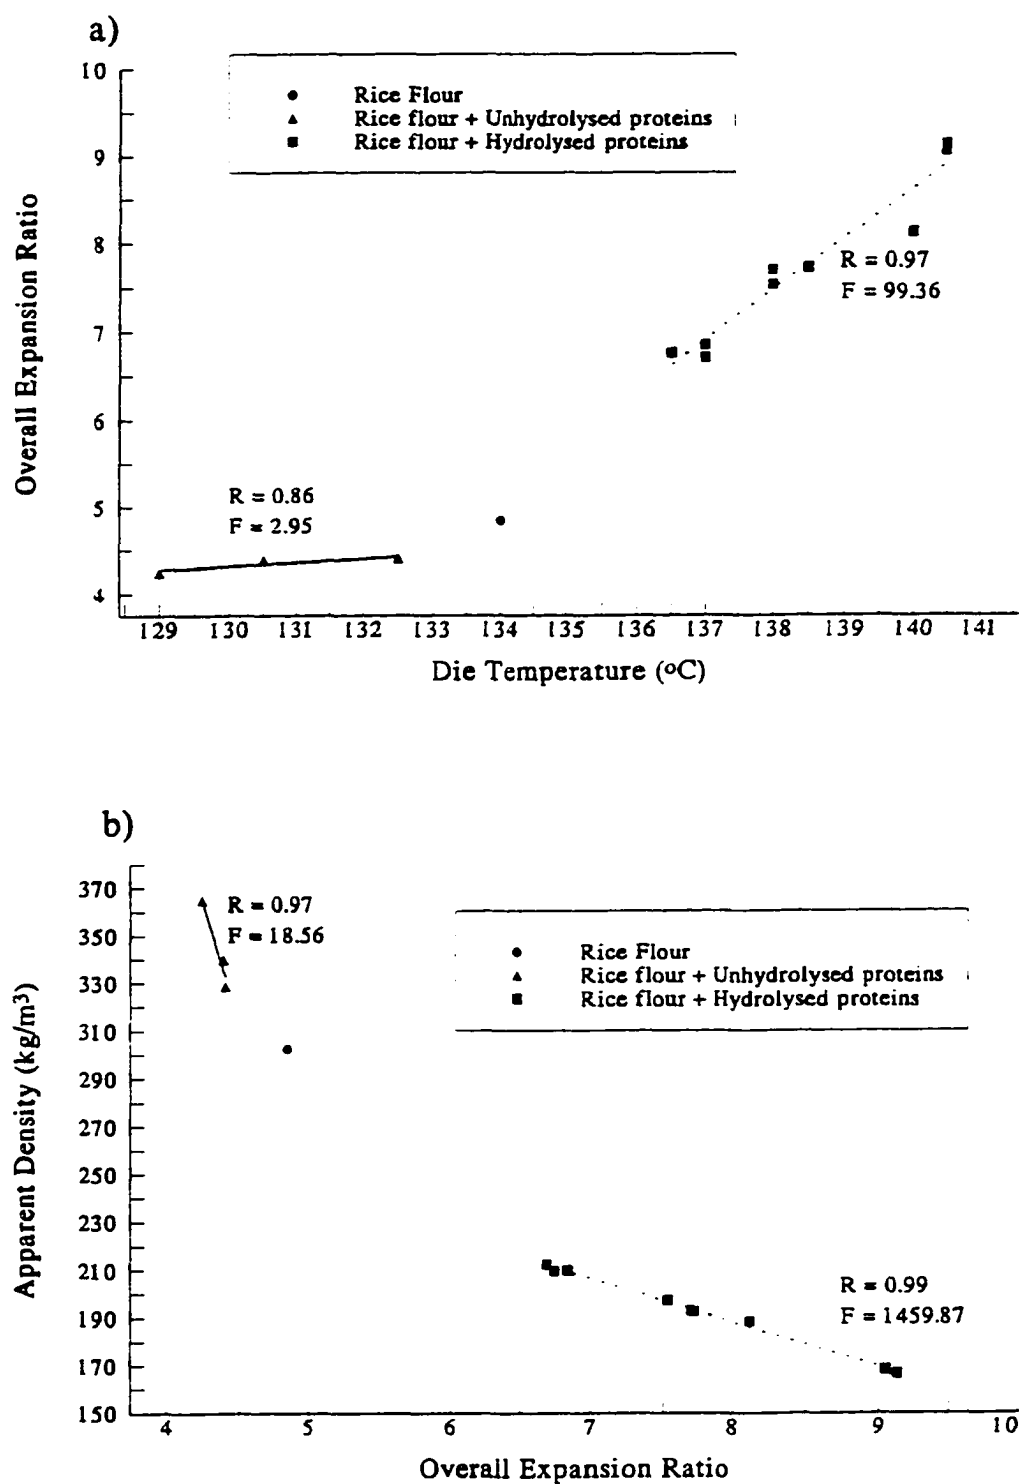 a)
Rice Flour
Rice flour + Unhydrolysed proteins
Rice flour + Hydrolysed proteins
10
9
8
7
6
5
4
Overall Expansion Ratio
R = 0.97
F = 99.36
R = 0.86
F = 2.95
129 130 131 132 133 134 135 136 137 138 139 140 141
Die Temperature (°C)
b)
370
350
330
310
290
270
250
230
210
190
170
150
Apparent Density (kg/m³)
R = 0.97
F = 18.56
Rice Flour
Rice flour + Unhydrolysed proteins
Rice flour + Hydrolysed proteins
R = 0.99
F = 1459.87
4 5 6 7 8 9 10
Overall Expansion Ratio